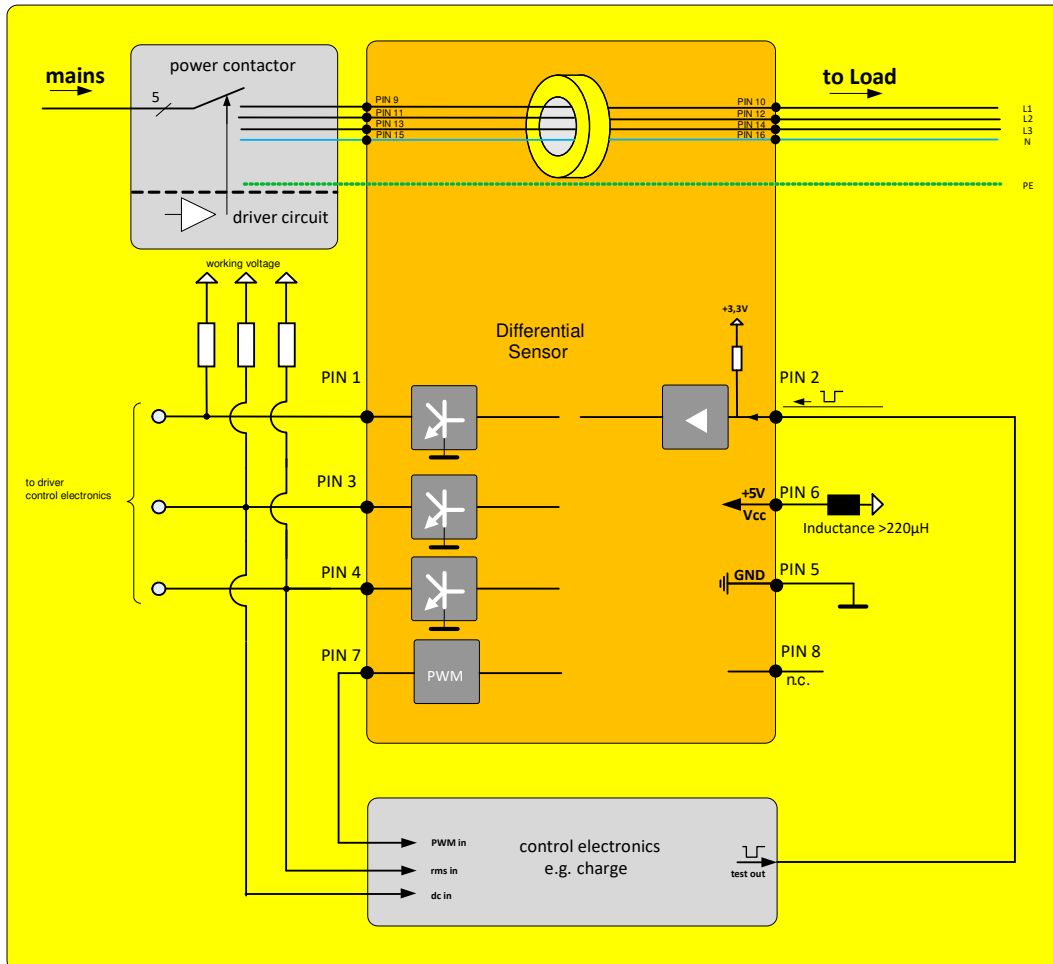 mains
power contactor
5
to Load
PIN 9
PIN 11
PIN 13
PIN 15
PIN 10
PIN 12
PIN 14
PIN 16
L1
L2
L3
N
PE
driver circuit
working voltage
+3,3V
Differential
Sensor
PIN 1
PIN 2
to driver
control electronics
PIN 3
+5V
Vcc
PIN 6
Inductance >220µH
PIN 4
GND
PIN 5
PIN 7
PWM
PIN 8
n.c.
PWM in
rms in
dc in
control electronics
e.g. charge
test out